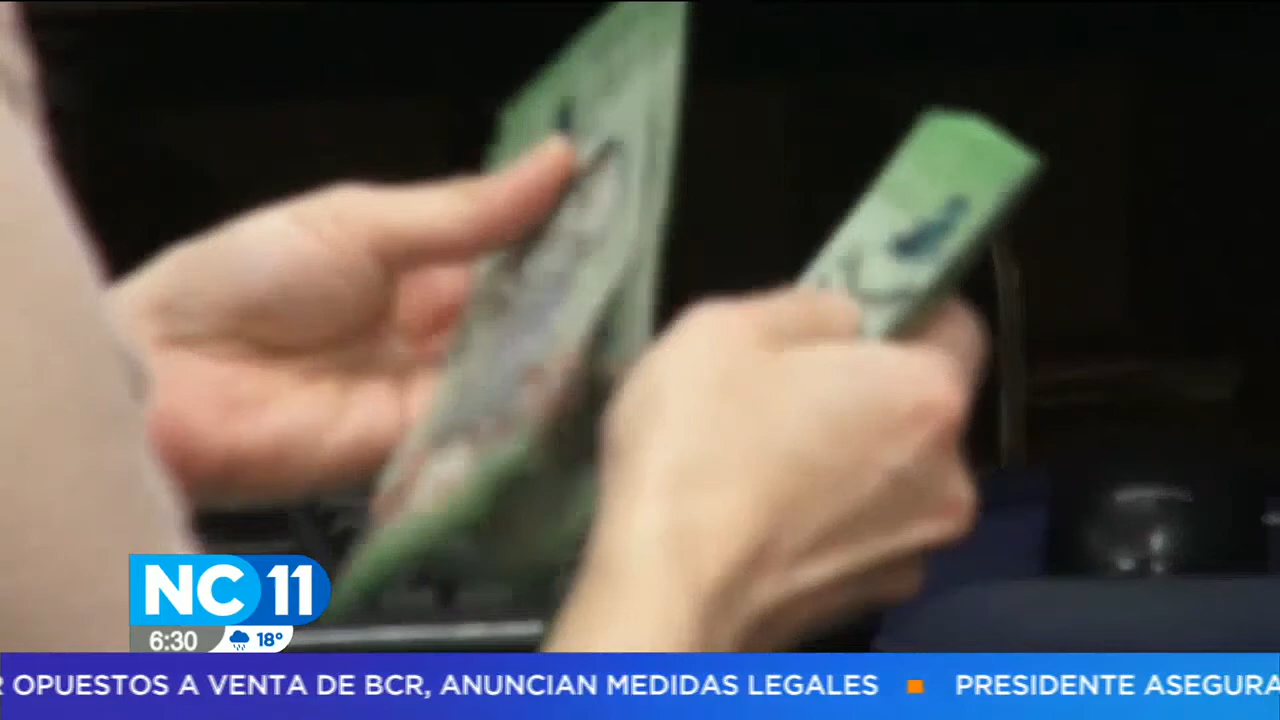 NC 11
6:30 18°
R OPUESTOS A VENTA DE BCR, ANUNCIAN MEDIDAS LEGALES PRESIDENTE ASEGURA